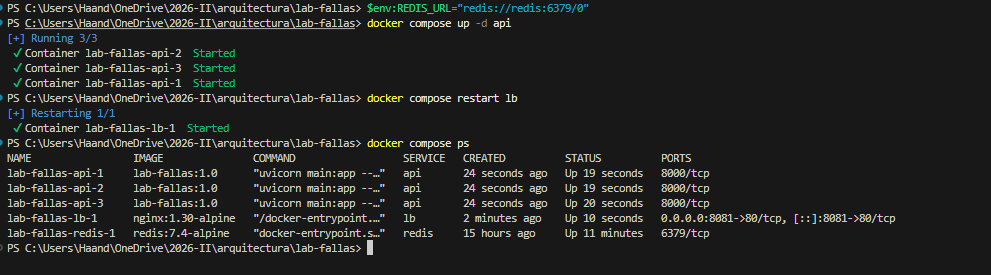 PS C:\Users\Haand\OneDrive\2026-II\arquitectura\lab-fallas> $env:REDIS_URL="redis://redis:6379/0"
PS C:\Users\Haand\OneDrive\2026-II\arquitectura\lab-fallas> docker compose up -d api
[+] Running 3/3
✓ Container lab-fallas-api-2 Started
✓ Container lab-fallas-api-3 Started
✓ Container lab-fallas-api-1 Started
PS C:\Users\Haand\OneDrive\2026-II\arquitectura\lab-fallas> docker compose restart lb
[+] Restarting 1/1
✓ Container lab-fallas-lb-1 Started
PS C:\Users\Haand\OneDrive\2026-II\arquitectura\lab-fallas> docker compose ps
NAME IMAGE COMMAND SERVICE CREATED STATUS PORTS
lab-fallas-api-1 lab-fallas:1.0 "uvicorn main:app --…" api 24 seconds ago Up 19 seconds 8000/tcp
lab-fallas-api-2 lab-fallas:1.0 "uvicorn main:app --…" api 24 seconds ago Up 19 seconds 8000/tcp
lab-fallas-api-3 lab-fallas:1.0 "uvicorn main:app --…" api 24 seconds ago Up 20 seconds 8000/tcp
lab-fallas-lb-1 nginx:1.30-alpine "/docker-entrypoint.…" lb 2 minutes ago Up 10 seconds 0.0.0.0:8081->80/tcp, [::]:8081->80/tcp
lab-fallas-redis-1 redis:7.4-alpine "docker-entrypoint.s…" redis 15 hours ago Up 11 minutes 6379/tcp
PS C:\Users\Haand\OneDrive\2026-II\arquitectura\lab-fallas>